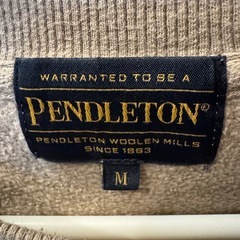 WARRANTED TO BE A
PENDLETON®
PENDLETON WOOLEN MILLS
SINCE 1863
M